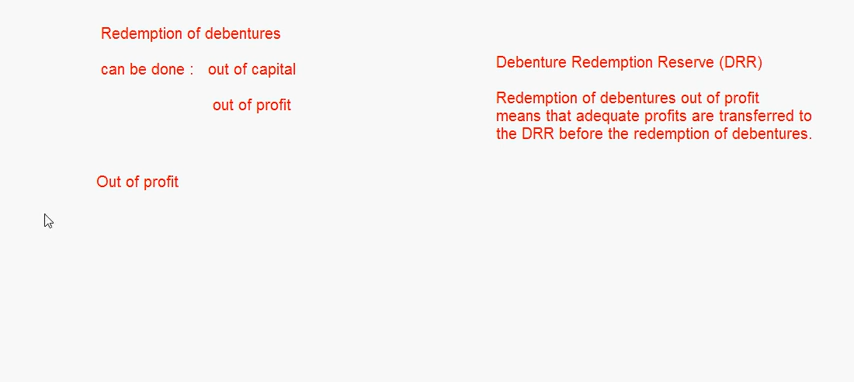 Redemption of debentures
can be done : out of capital
out of profit
Out of profit
Debenture Redemption Reserve (DRR)
Redemption of debentures out of profit
means that adequate profits are transferred to
the DRR before the redemption of debentures.